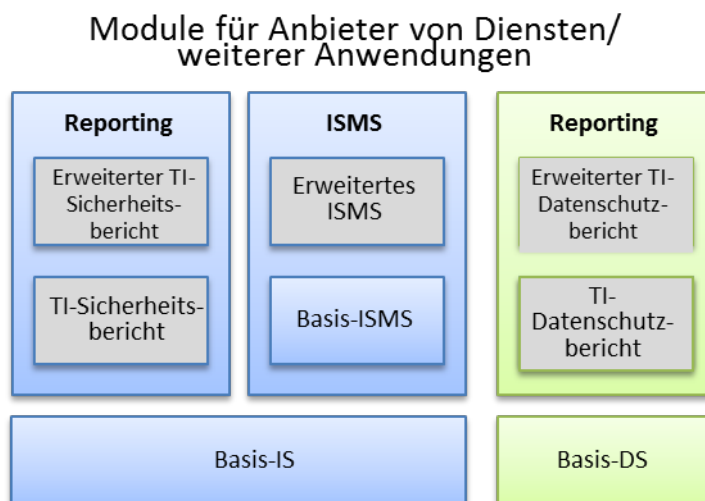 Module für Anbieter von Diensten/
weiterer Anwendungen
Reporting
Erweiterter TI-
Sicherheits-
bericht
TI-Sicherheits-
bericht
ISMS
Erweitertes
ISMS
Basis-ISMS
Reporting
Erweiterter TI-
Datenschutz-
bericht
TI-
Datenschutz-
bericht
Basis-IS
Basis-DS